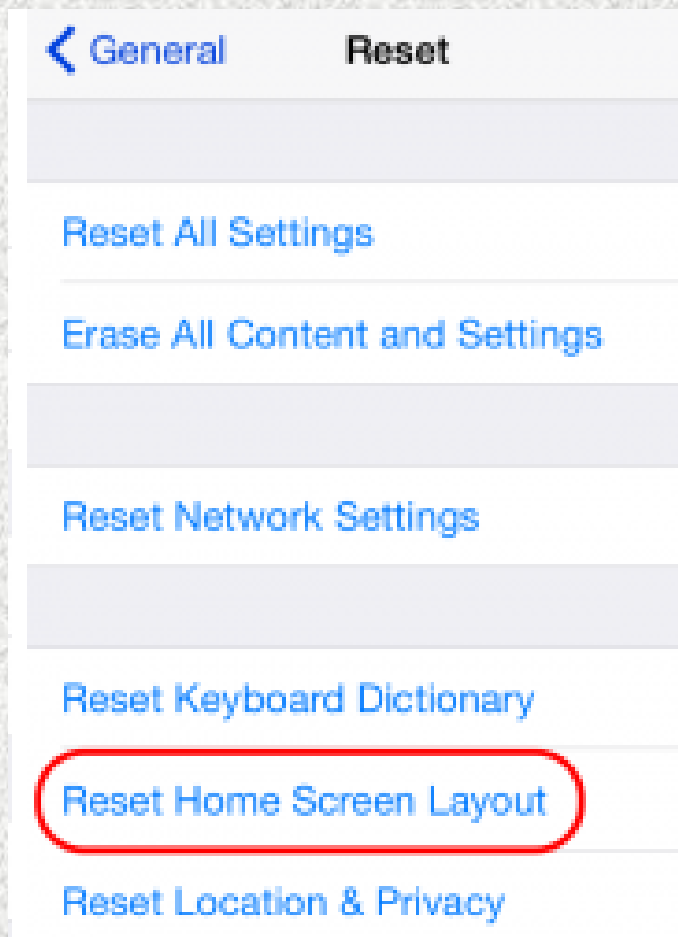 General Reset
Reset All Settings
Erase All Content and Settings
Reset Network Settings
Reset Keyboard Dictionary
Reset Home Screen Layout
Reset Location & Privacy